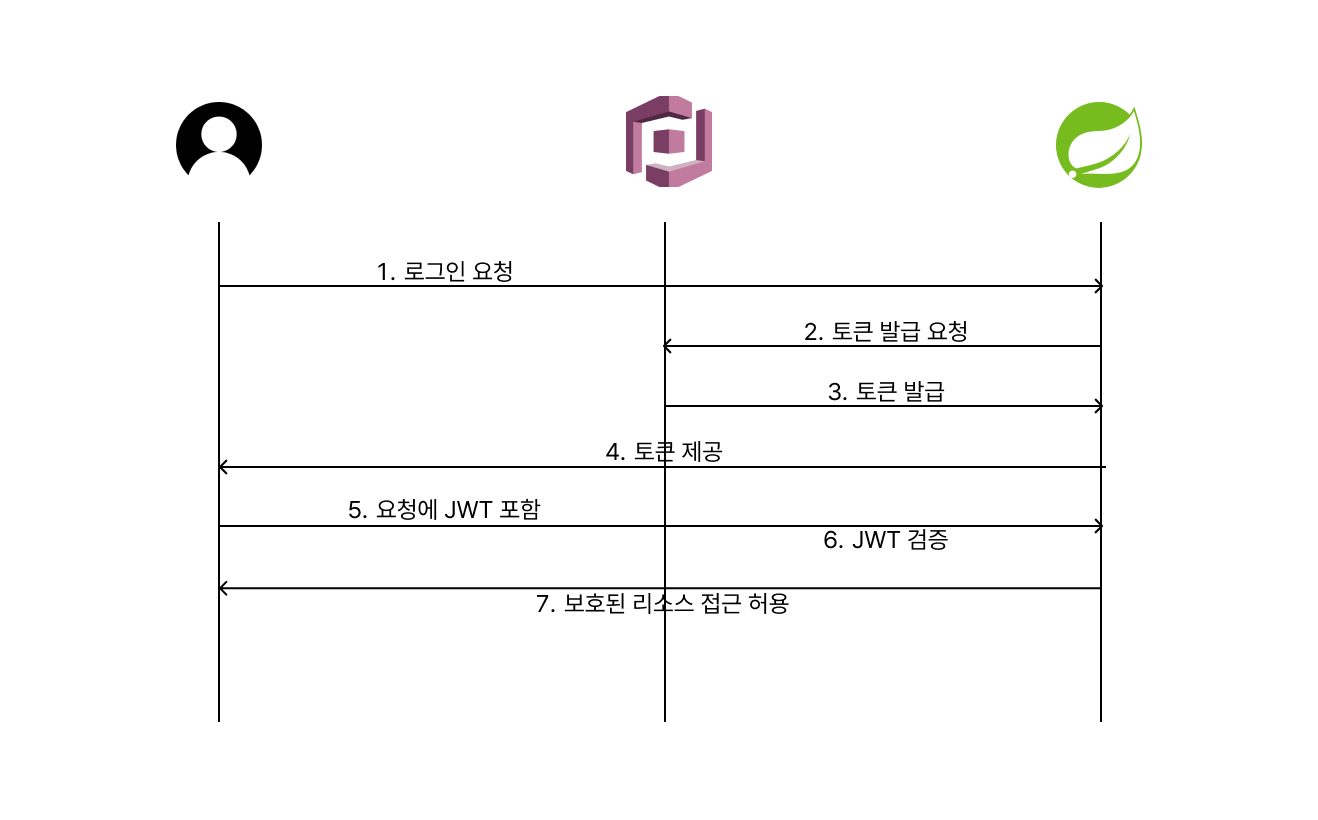 1. 로그인 요청
2. 토큰 발급 요청
3. 토큰 발급
4. 토큰 제공
5. 요청에 JWT 포함
6. JWT 검증
7. 보호된 리소스 접근 허용